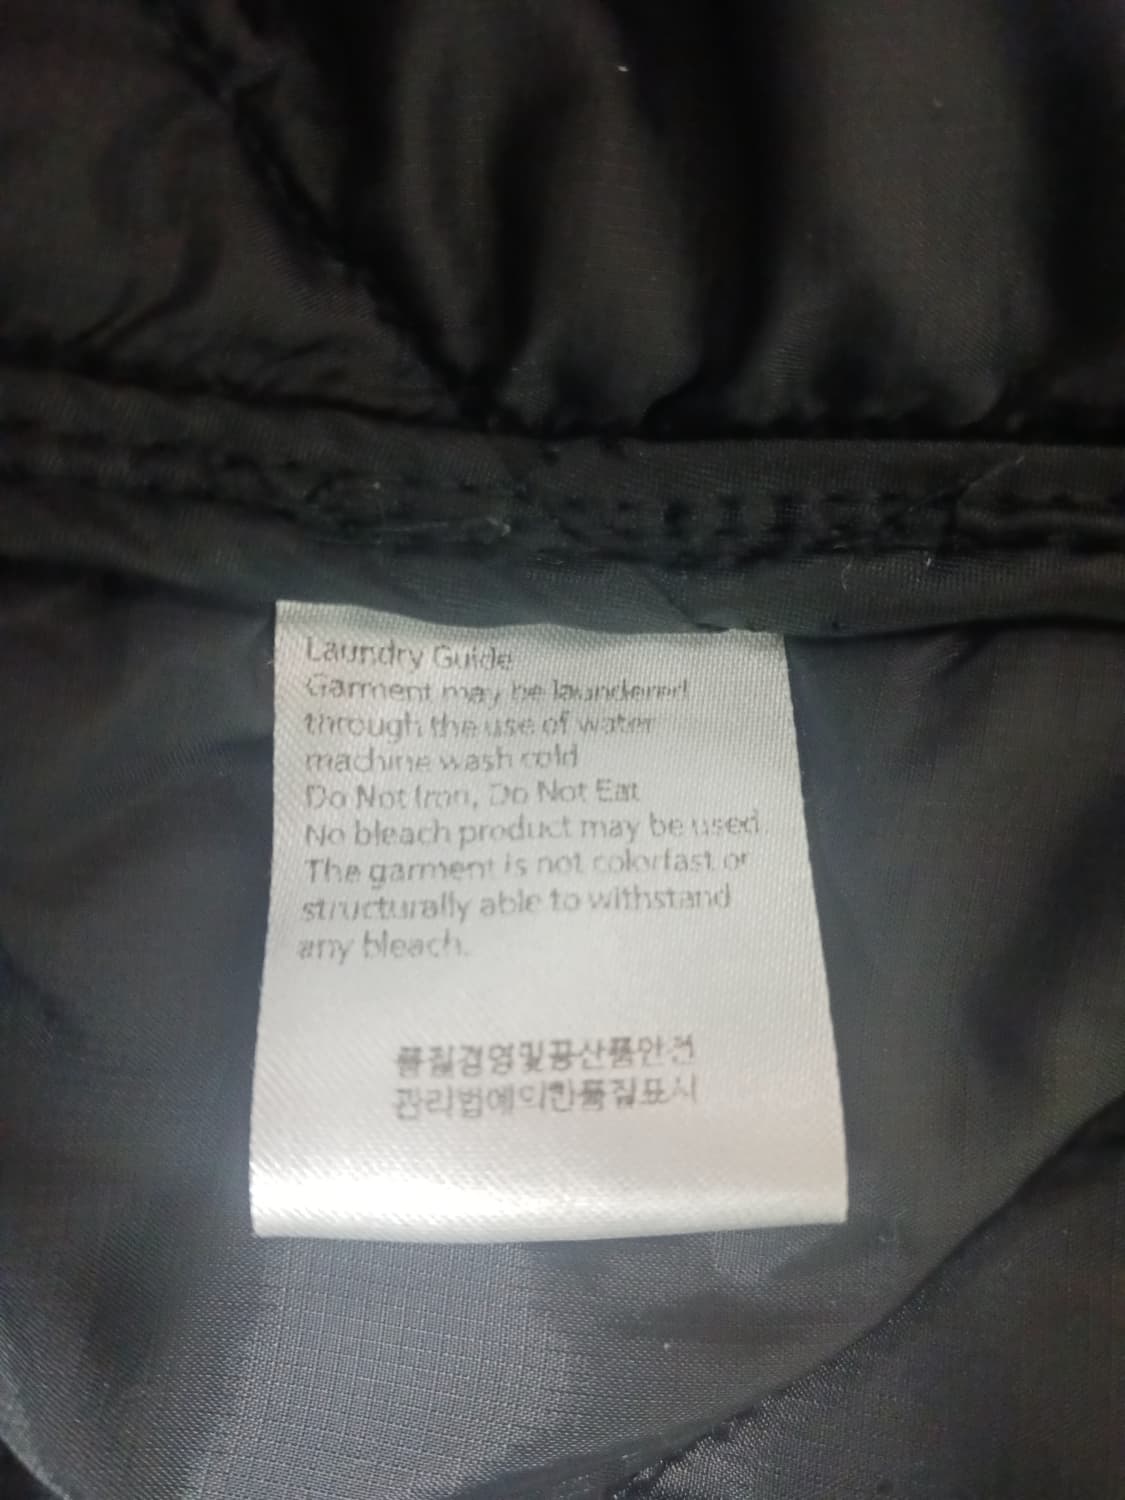 Laundry Guide
Garment may be laundered
through the use of water
machine wash cold
Do Not Iron, Do Not Eat
No bleach product may be used.
The garment is not colorfast or
structurally able to withstand
any bleach.
품질경영및공산품안전
관리법에의한품질표시